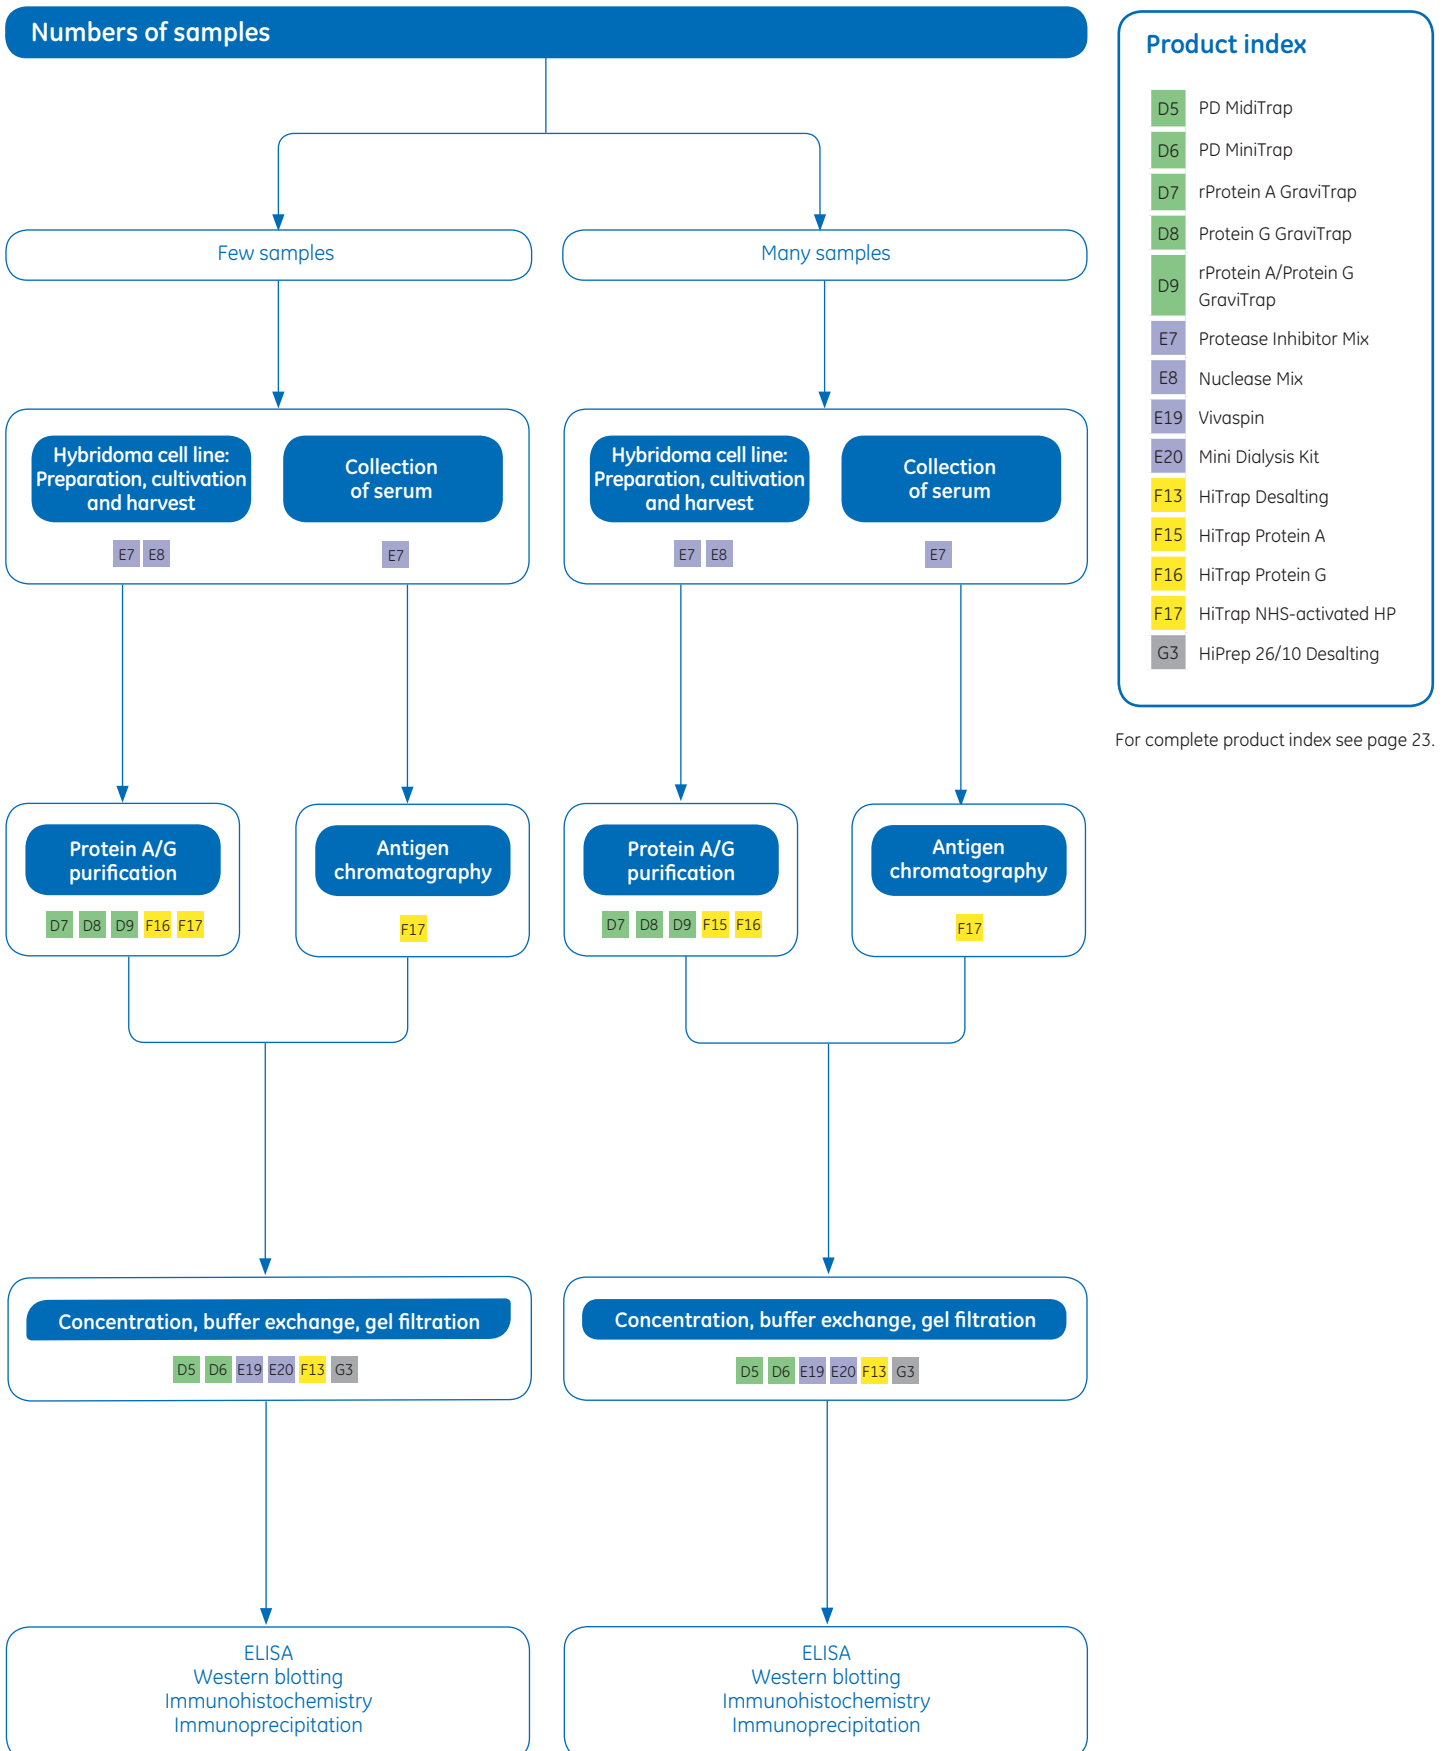 Numbers of samples
Few samples
Many samples
Hybridoma cell line:
Preparation, cultivation
and harvest
E7 E8
Collection
of serum
E7
Hybridoma cell line:
Preparation, cultivation
and harvest
E7 E8
Collection
of serum
E7
Protein A/G
purification
D7 D8 D9 F16 F17
Antigen
chromatography
F17
Protein A/G
purification
D7 D8 D9 F15 F16
Antigen
chromatography
F17
Concentration, buffer exchange, gel filtration
D5 D6 E19 E20 F13 G3
Concentration, buffer exchange, gel filtration
D5 D6 E19 E20 F13 G3
ELISA
Western blotting
Immunohistochemistry
Immunoprecipitation
ELISA
Western blotting
Immunohistochemistry
Immunoprecipitation
Product index
D5 PD MidiTrap
D6 PD MiniTrap
D7 rProtein A GraviTrap
D8 Protein G GraviTrap
D9 rProtein A/Protein G
GraviTrap
E7 Protease Inhibitor Mix
E8 Nuclease Mix
E19 Vivaspin
E20 Mini Dialysis Kit
F13 HiTrap Desalting
F15 HiTrap Protein A
F16 HiTrap Protein G
F17 HiTrap NHS-activated HP
G3 HiPrep 26/10 Desalting
For complete product index see page 23.